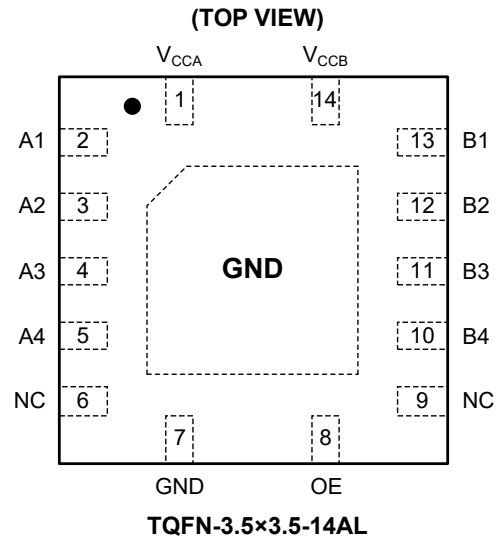 (TOP VIEW)
VCCA VCCB
1 14
A1 2 13 B1
A2 3 12 B2
A3 4 GND 11 B3
A4 5 10 B4
NC 6 9 NC
7 8
GND OE
TQFN-3.5×3.5-14AL